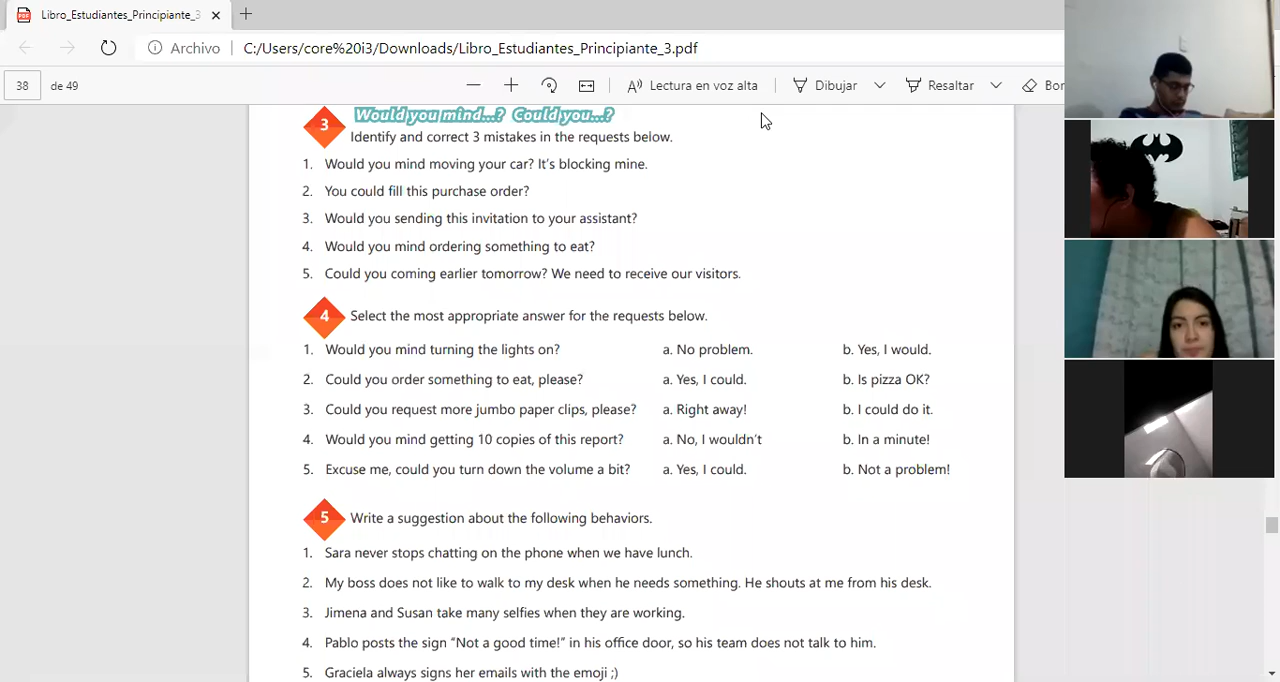 Libro_Estudiantes_Principiante_3
Archivo
C:/Users/core%20i3/Downloads/Libro_Estudiantes_Principiante_3.pdf
38 de 49
Lectura en voz alta
Dibujar
Resaltar
Bor
3 Would you mind...? Could you...?
Identify and correct 3 mistakes in the requests below.
1. Would you mind moving your car? It's blocking mine.
2. You could fill this purchase order?
3. Would you sending this invitation to your assistant?
4. Would you mind ordering something to eat?
5. Could you coming earlier tomorrow? We need to receive our visitors.
4 Select the most appropriate answer for the requests below.
1. Would you mind turning the lights on? a. No problem. b. Yes, I would.
2. Could you order something to eat, please? a. Yes, I could. b. Is pizza OK?
3. Could you request more jumbo paper clips, please? a. Right away! b. I could do it.
4. Would you mind getting 10 copies of this report? a. No, I wouldn't b. In a minute!
5. Excuse me, could you turn down the volume a bit? a. Yes, I could. b. Not a problem!
5 Write a suggestion about the following behaviors.
1. Sara never stops chatting on the phone when we have lunch.
2. My boss does not like to walk to my desk when he needs something. He shouts at me from his desk.
3. Jimena and Susan take many selfies when they are working.
4. Pablo posts the sign “Not a good time!” in his office door, so his team does not talk to him.
5. Graciela always signs her emails with the emoji ;)